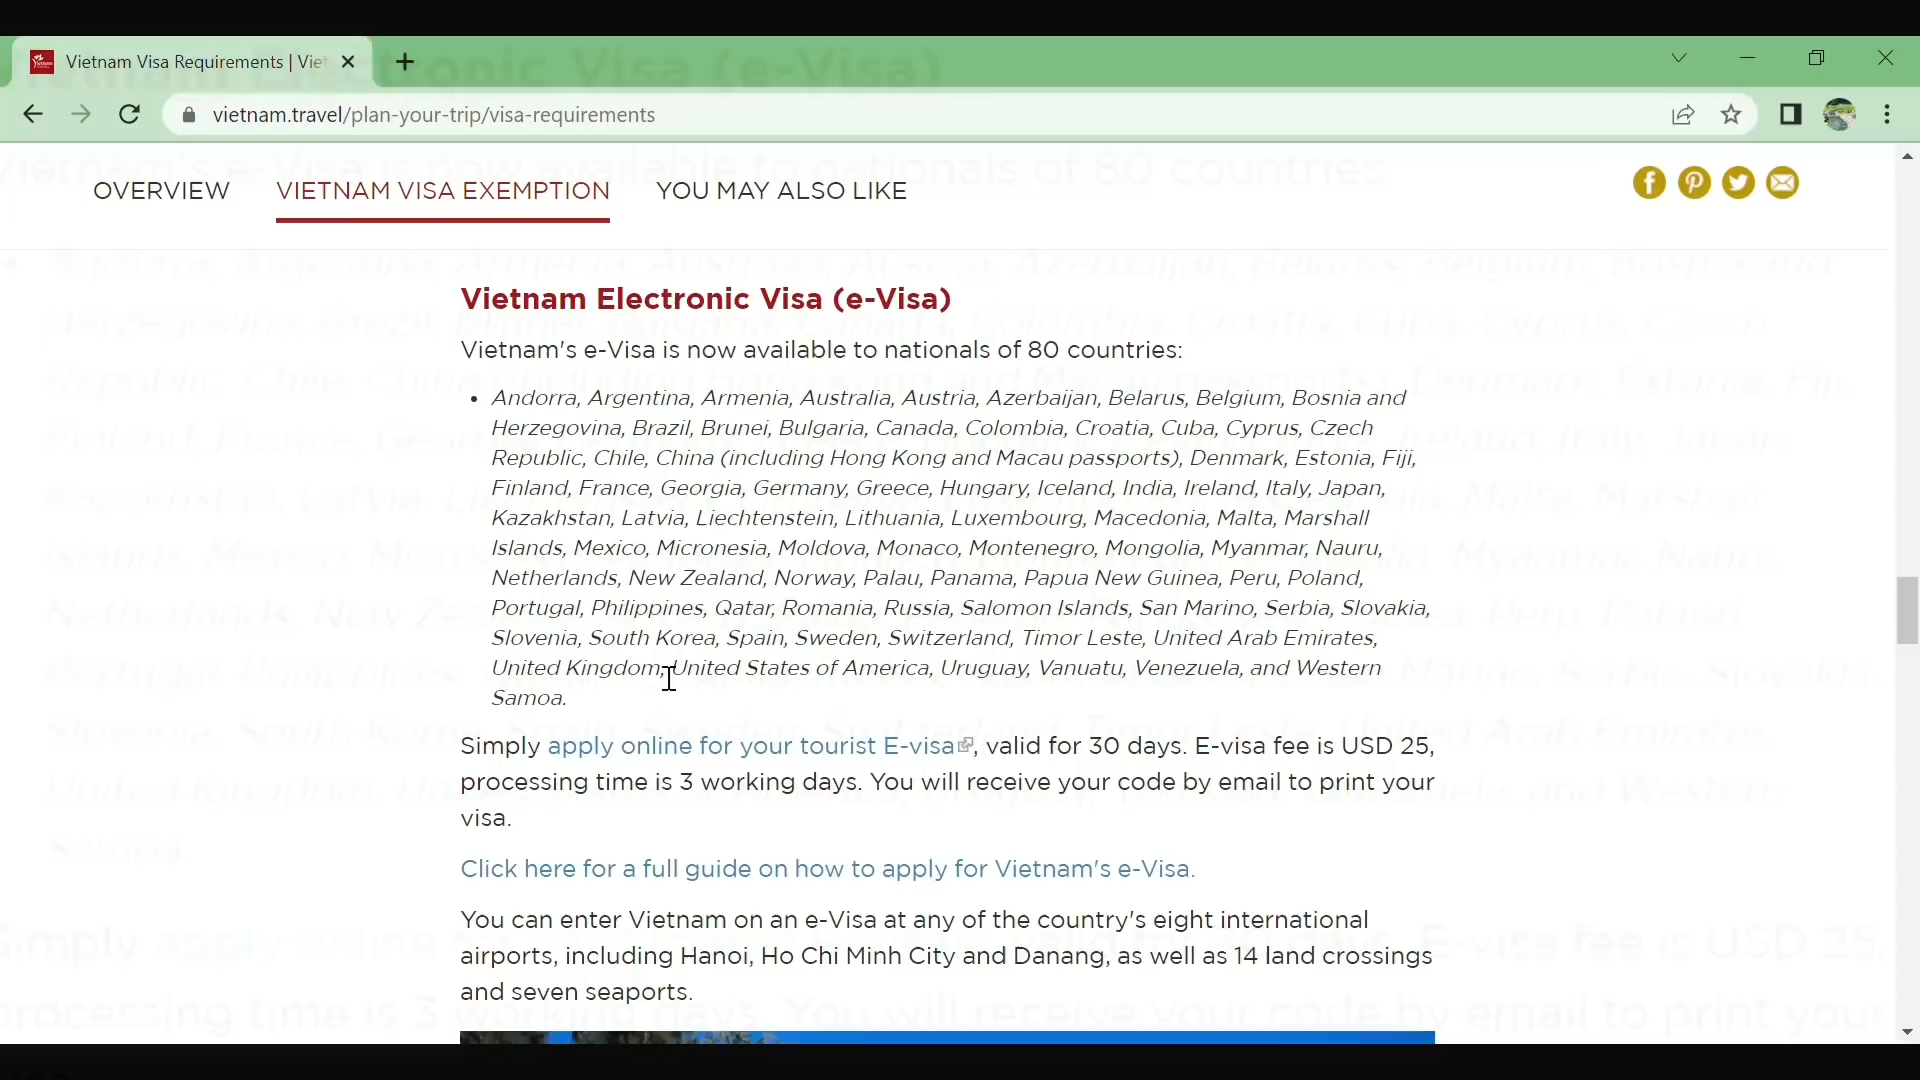 Vietnam Visa Requirements | Viet
vietnam.travel/plan-your-trip/visa-requirements
OVERVIEW VIETNAM VISA EXEMPTION YOU MAY ALSO LIKE
Vietnam Electronic Visa (e-Visa)
Vietnam's e-Visa is now available to nationals of 80 countries:
• Andorra, Argentina, Armenia, Australia, Austria, Azerbaijan, Belarus, Belgium, Bosnia and
Herzegovina, Brazil, Brunei, Bulgaria, Canada, Colombia, Croatia, Cuba, Cyprus, Czech
Republic, Chile, China (including Hong Kong and Macau passports), Denmark, Estonia, Fiji,
Finland, France, Georgia, Germany, Greece, Hungary, Iceland, India, Ireland, Italy, Japan,
Kazakhstan, Latvia, Liechtenstein, Lithuania, Luxembourg, Macedonia, Malta, Marshall
Islands, Mexico, Micronesia, Moldova, Monaco, Montenegro, Mongolia, Myanmar, Nauru,
Netherlands, New Zealand, Norway, Palau, Panama, Papua New Guinea, Peru, Poland,
Portugal, Philippines, Qatar, Romania, Russia, Salomon Islands, San Marino, Serbia, Slovakia,
Slovenia, South Korea, Spain, Sweden, Switzerland, Timor Leste, United Arab Emirates,
United Kingdom, United States of America, Uruguay, Vanuatu, Venezuela, and Western
Samoa.
Simply apply online for your tourist E-visa, valid for 30 days. E-visa fee is USD 25,
processing time is 3 working days. You will receive your code by email to print your
visa.
Click here for a full guide on how to apply for Vietnam's e-Visa.
You can enter Vietnam on an e-Visa at any of the country's eight international
airports, including Hanoi, Ho Chi Minh City and Danang, as well as 14 land crossings
and seven seaports.